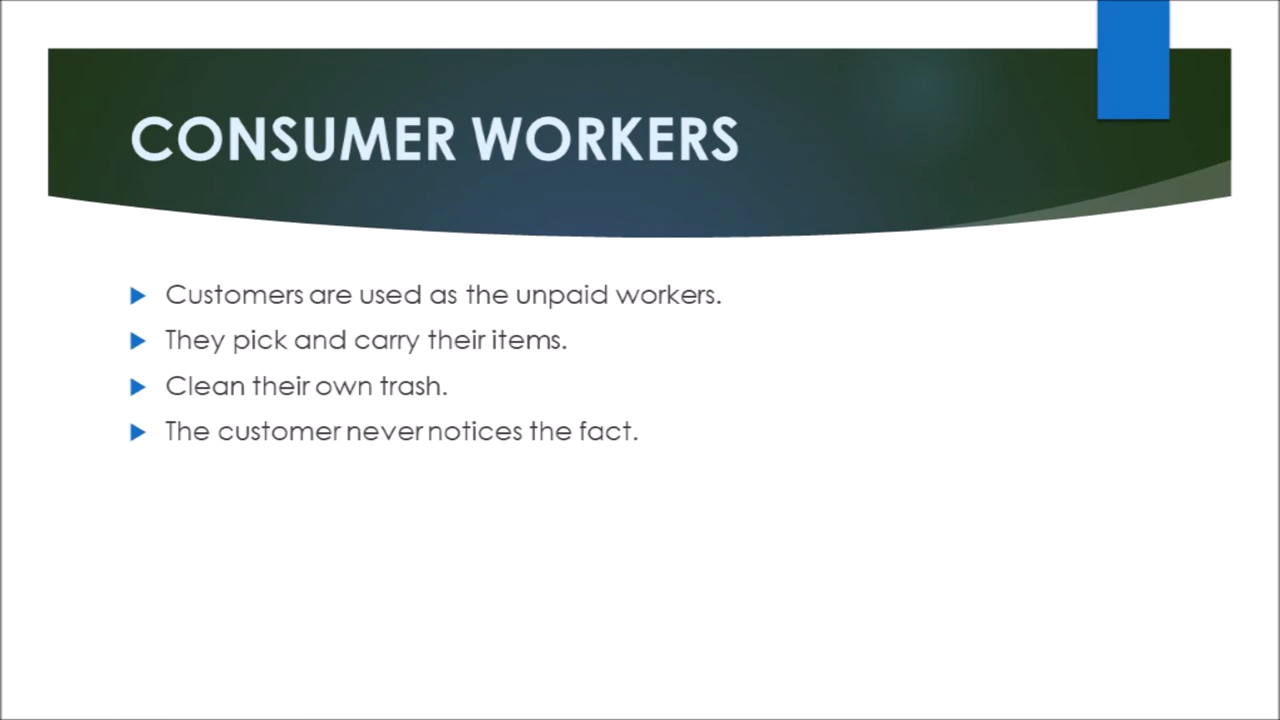 CONSUMER WORKERS
Customers are used as the unpaid workers.
They pick and carry their items.
Clean their own trash.
The customer never notices the fact.